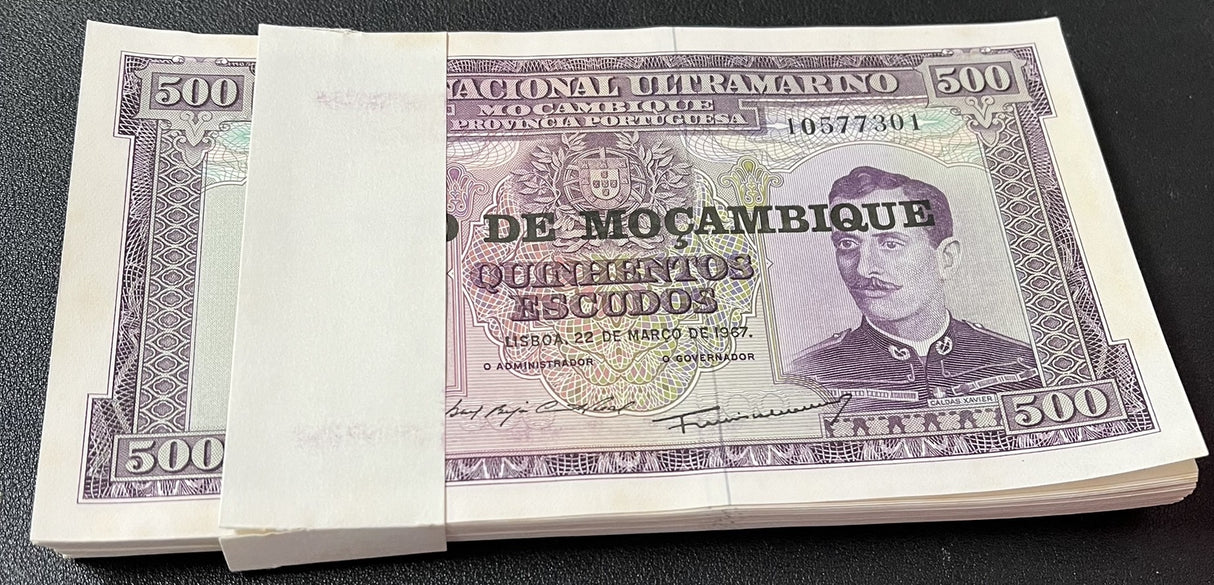 500 NACIONAL ULTRAMARINO 500
MOÇAMBIQUE
PROVINCIA PORTUGUESA
10577301
O DE MOÇAMBIQUE
QUINHENTOS
ESCUDOS
LISBOA, 22 DE MARÇO DE 1967.
O ADMINISTRADOR O GOVERNADOR
CALDAS XAVIER
500 500